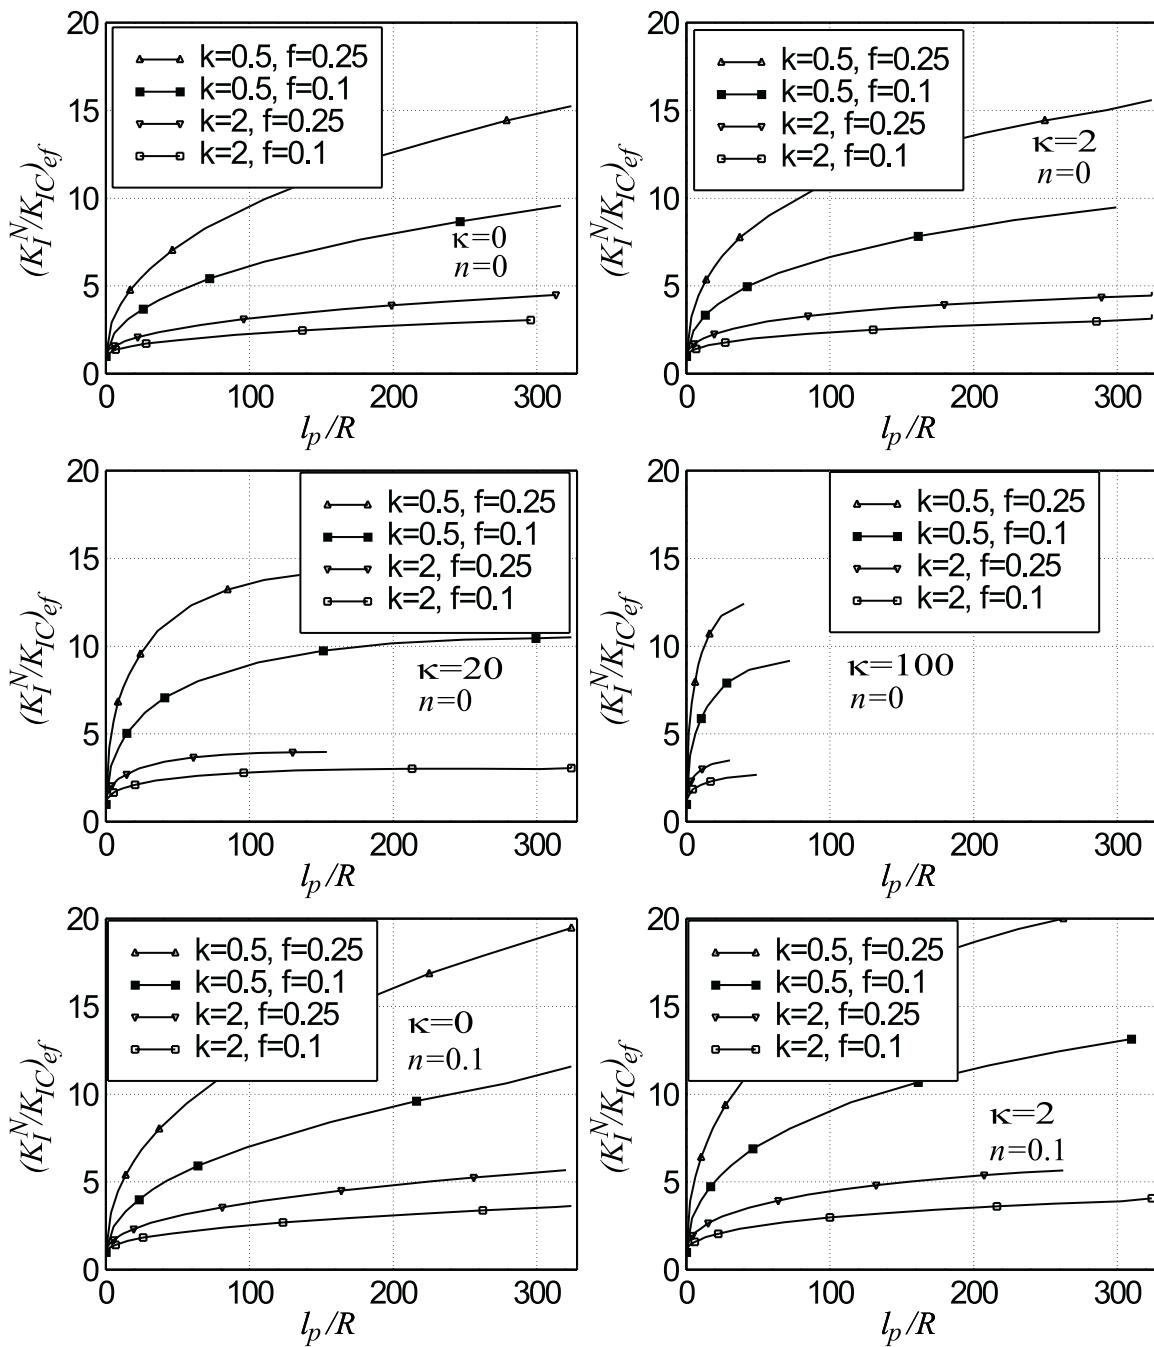 20
15
10
5
0
(K_I^N/K_IC)_ef
k=0.5, f=0.25
k=0.5, f=0.1
k=2, f=0.25
k=2, f=0.1
κ=0
n=0
0 100 200 300
l_p/R
20
15
10
5
0
(K_I^N/K_IC)_ef
k=0.5, f=0.25
k=0.5, f=0.1
k=2, f=0.25
k=2, f=0.1
κ=2
n=0
0 100 200 300
l_p/R
20
15
10
5
0
(K_I^N/K_IC)_ef
k=0.5, f=0.25
k=0.5, f=0.1
k=2, f=0.25
k=2, f=0.1
κ=20
n=0
0 100 200 300
l_p/R
20
15
10
5
0
(K_I^N/K_IC)_ef
k=0.5, f=0.25
k=0.5, f=0.1
k=2, f=0.25
k=2, f=0.1
κ=100
n=0
0 100 200 300
l_p/R
20
15
10
5
0
(K_I^N/K_IC)_ef
k=0.5, f=0.25
k=0.5, f=0.1
k=2, f=0.25
k=2, f=0.1
κ=0
n=0.1
0 100 200 300
l_p/R
20
15
10
5
0
(K_I^N/K_IC)_ef
k=0.5, f=0.25
k=0.5, f=0.1
k=2, f=0.25
k=2, f=0.1
κ=2
n=0.1
0 100 200 300
l_p/R